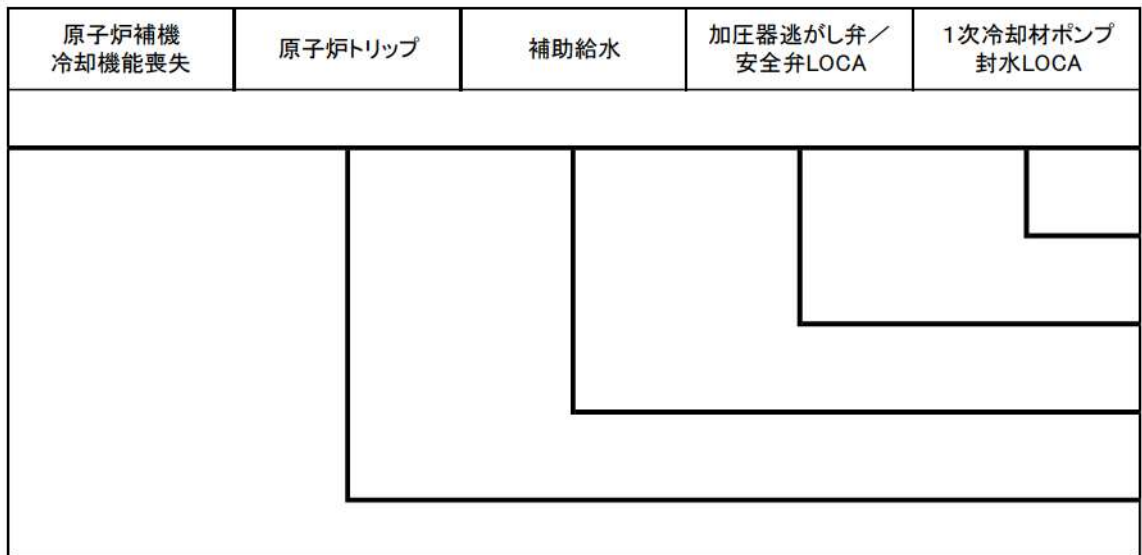 原子炉補機
冷却機能喪失
原子炉トリップ
補助給水
加圧器逃がし弁／
安全弁LOCA
1次冷却材ポンプ
封水LOCA